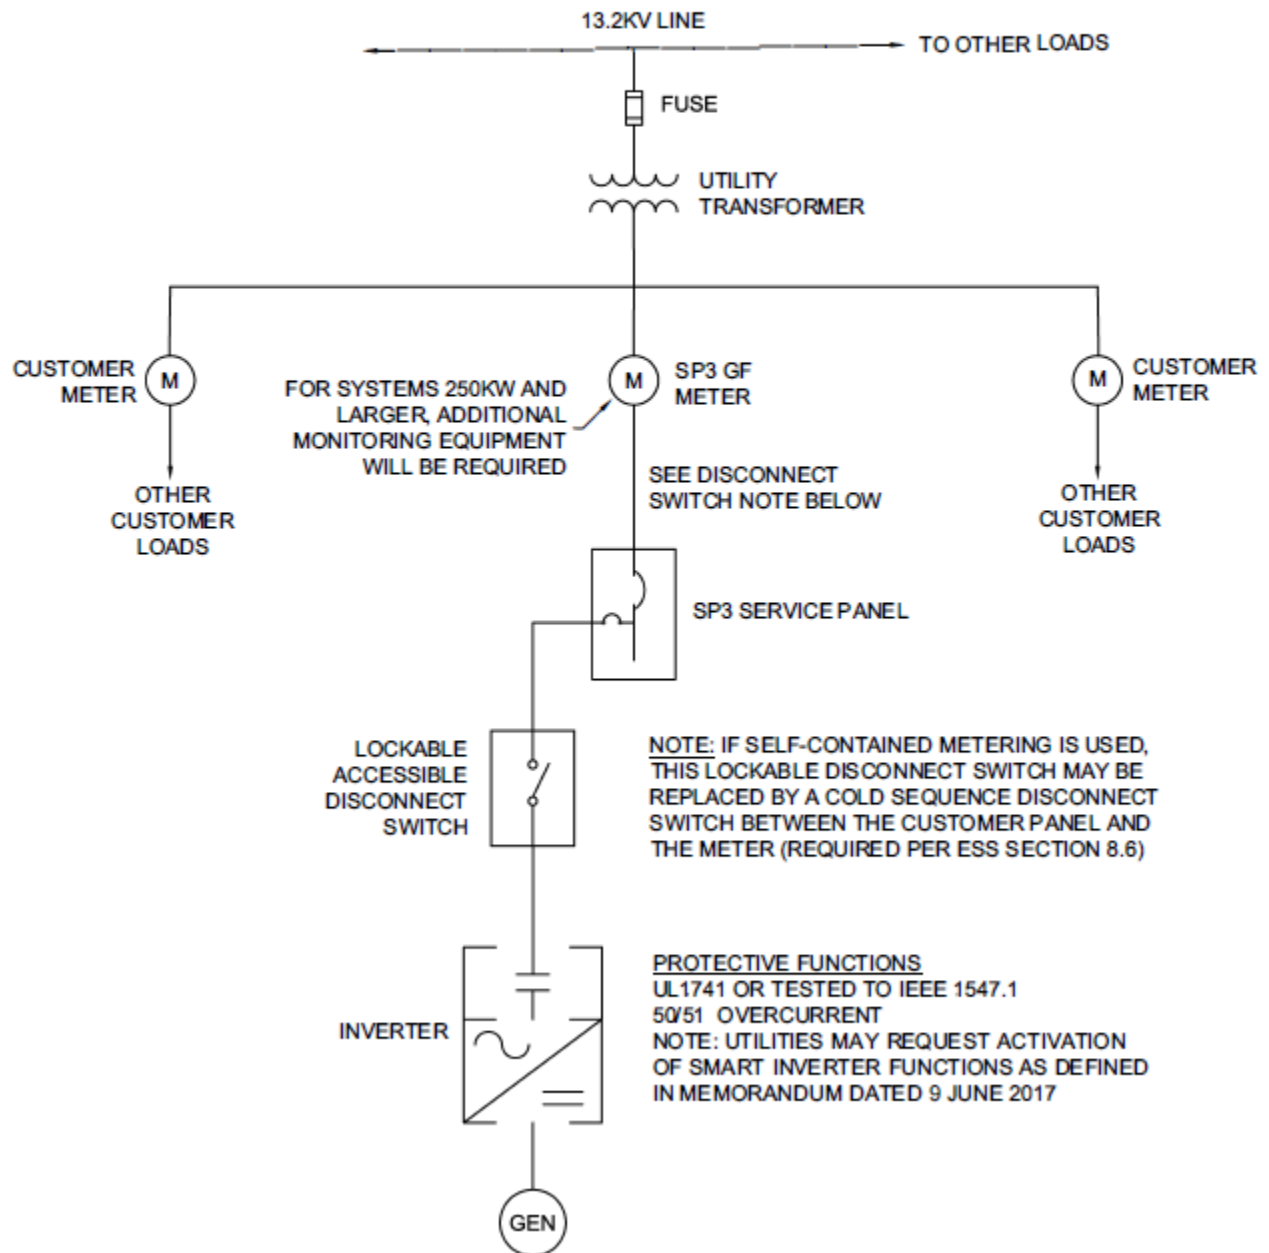 13.2KV LINE
TO OTHER LOADS
FUSE
UTILITY
TRANSFORMER
CUSTOMER
METER
M
FOR SYSTEMS 250KW AND
LARGER, ADDITIONAL
MONITORING EQUIPMENT
WILL BE REQUIRED
M
SP3 GF
METER
M
CUSTOMER
METER
OTHER
CUSTOMER
LOADS
SEE DISCONNECT
SWITCH NOTE BELOW
OTHER
CUSTOMER
LOADS
SP3 SERVICE PANEL
LOCKABLE
ACCESSIBLE
DISCONNECT
SWITCH
NOTE: IF SELF-CONTAINED METERING IS USED,
THIS LOCKABLE DISCONNECT SWITCH MAY BE
REPLACED BY A COLD SEQUENCE DISCONNECT
SWITCH BETWEEN THE CUSTOMER PANEL AND
THE METER (REQUIRED PER ESS SECTION 8.6)
INVERTER
PROTECTIVE FUNCTIONS
UL1741 OR TESTED TO IEEE 1547.1
50/51 OVERCURRENT
NOTE: UTILITIES MAY REQUEST ACTIVATION
OF SMART INVERTER FUNCTIONS AS DEFINED
IN MEMORANDUM DATED 9 JUNE 2017
GEN